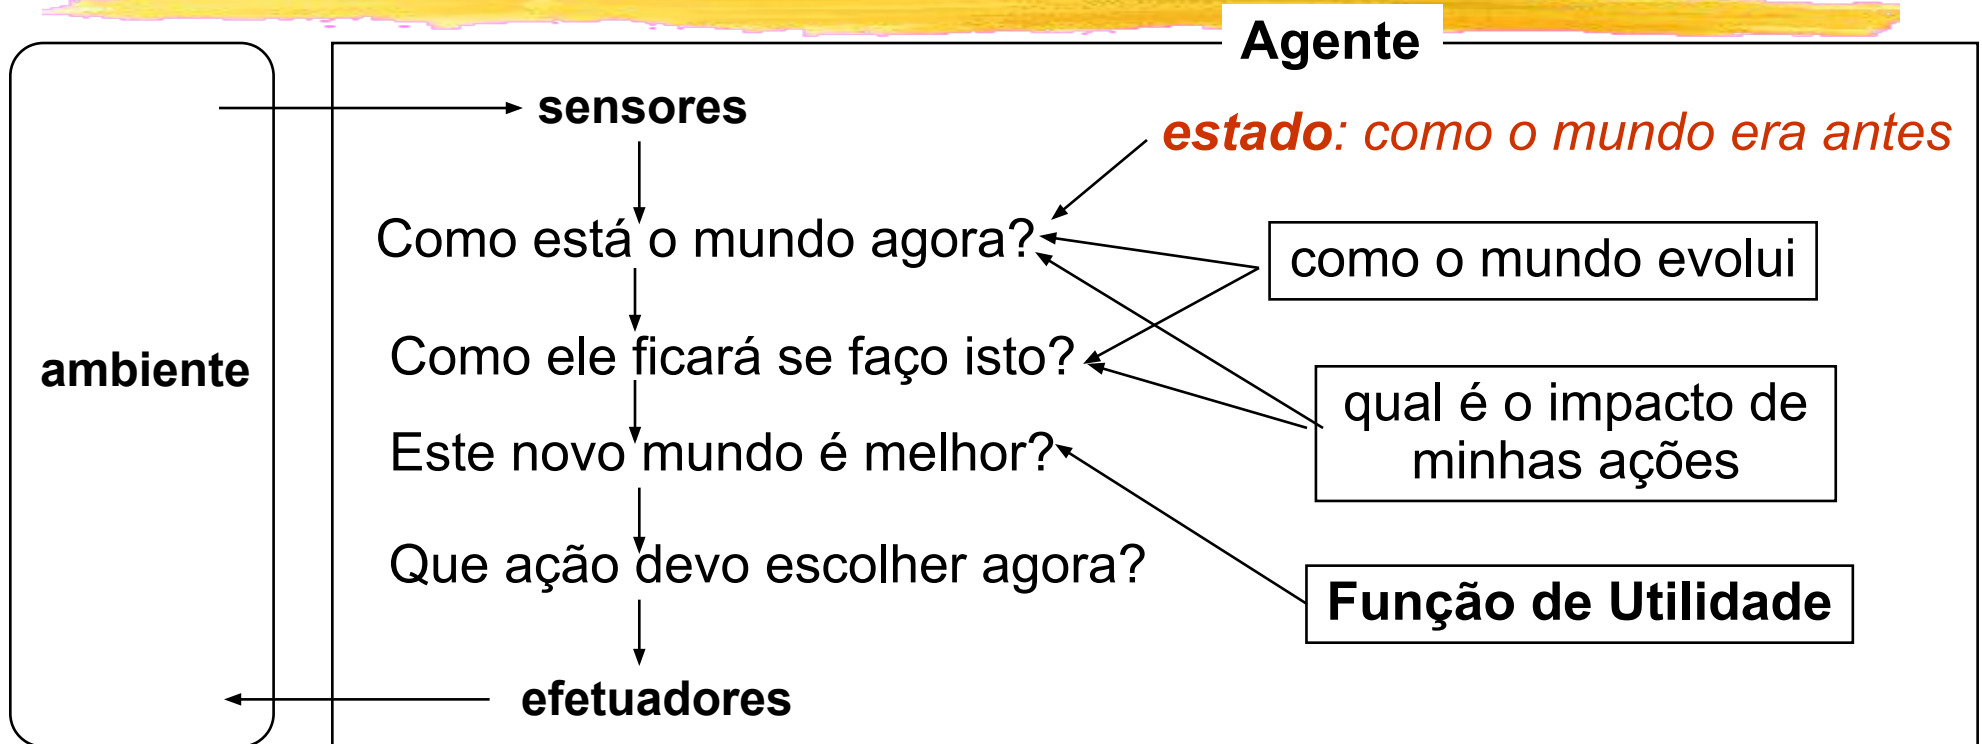 Agente
sensores
estado: como o mundo era antes
Como está o mundo agora?
como o mundo evolui
Como ele ficará se faço isto?
ambiente
qual é o impacto de
minhas ações
Este novo mundo é melhor?
Que ação devo escolher agora?
Função de Utilidade
efetuadores